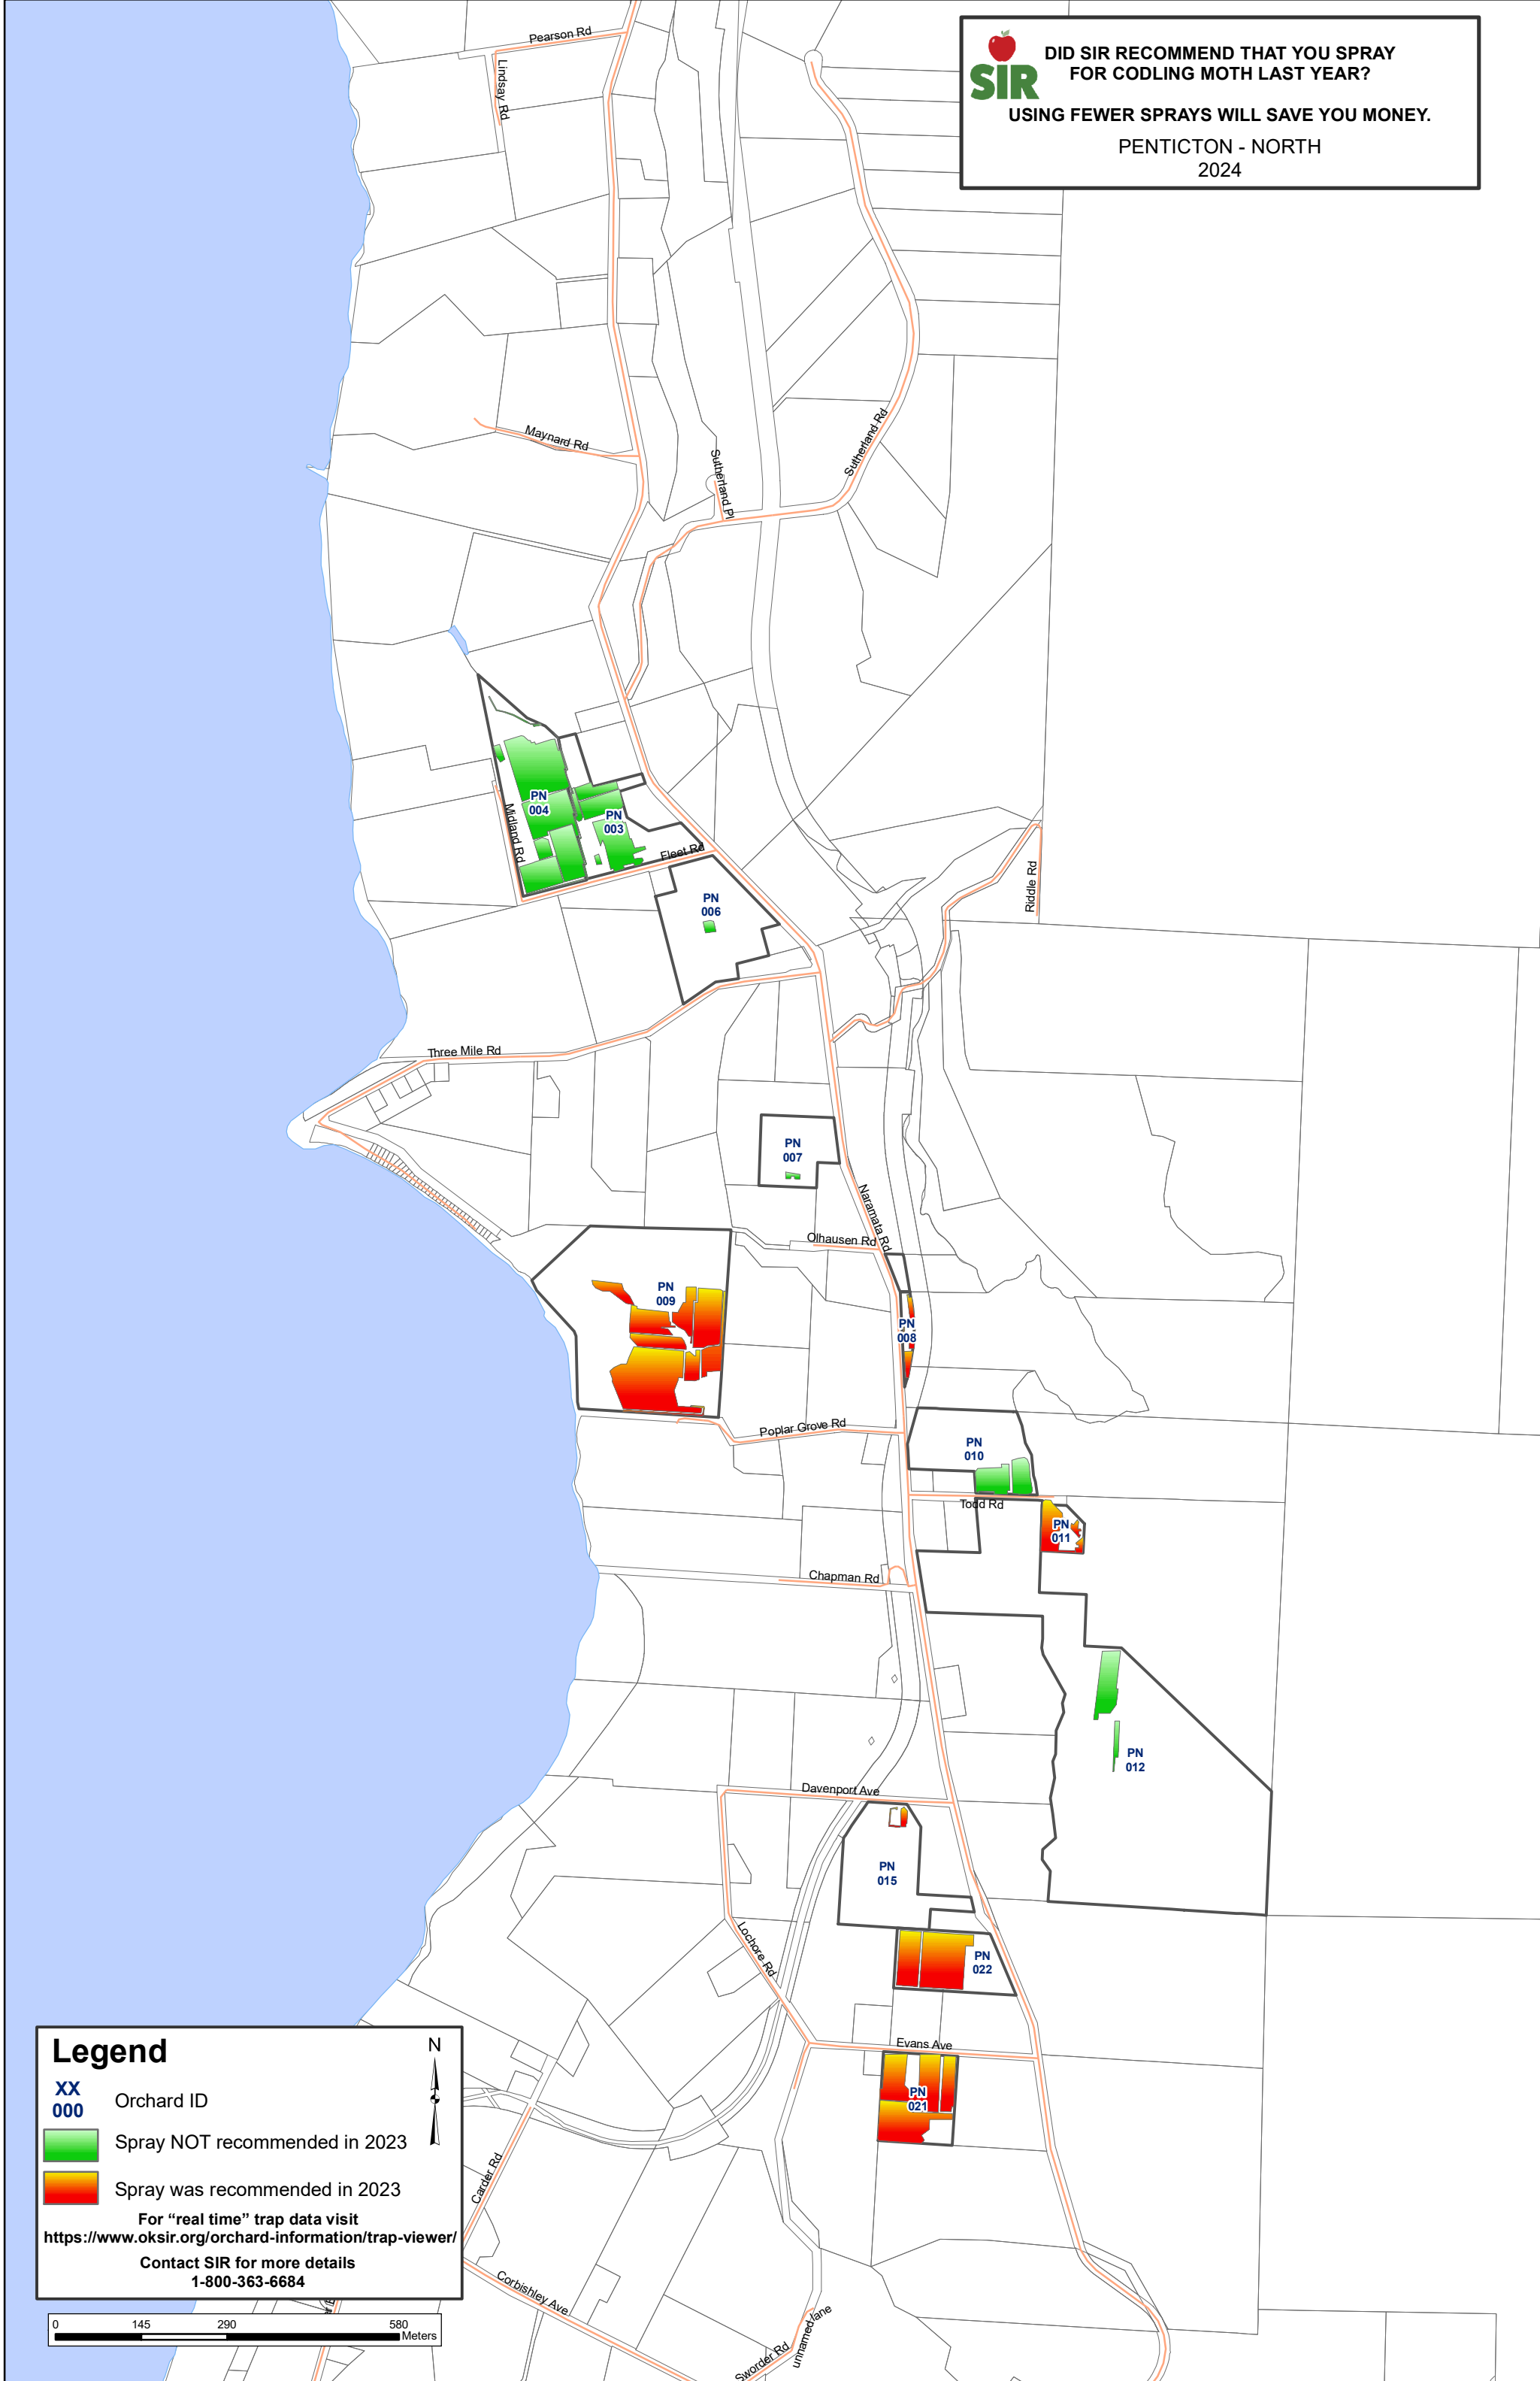 SIR
DID SIR RECOMMEND THAT YOU SPRAY
FOR CODLING MOTH LAST YEAR?
USING FEWER SPRAYS WILL SAVE YOU MONEY.
PENTICTON - NORTH
2024
Pearson Rd
Lindsay Rd
Maynard Rd
Sutherland Pl
Sutherland Rd
PN
004
PN
003
Midland Rd
Fleet Rd
Riddle Rd
PN
006
Three Mile Rd
PN
007
Naramata Rd
Olhausen Rd
PN
009
PN
008
Poplar Grove Rd
PN
010
Todd Rd
PN
011
Chapman Rd
PN
012
Davenport Ave
PN
015
Lochore Rd
PN
022
Evans Ave
PN
021
Carder Rd
Corbishley Ave
Sworder Rd
unnamed lane
Legend
N
XX
000
Orchard ID
Spray NOT recommended in 2023
Spray was recommended in 2023
For “real time” trap data visit
https://www.oksir.org/orchard-information/trap-viewer/
Contact SIR for more details
1-800-363-6684
0 145 290 580
Meters